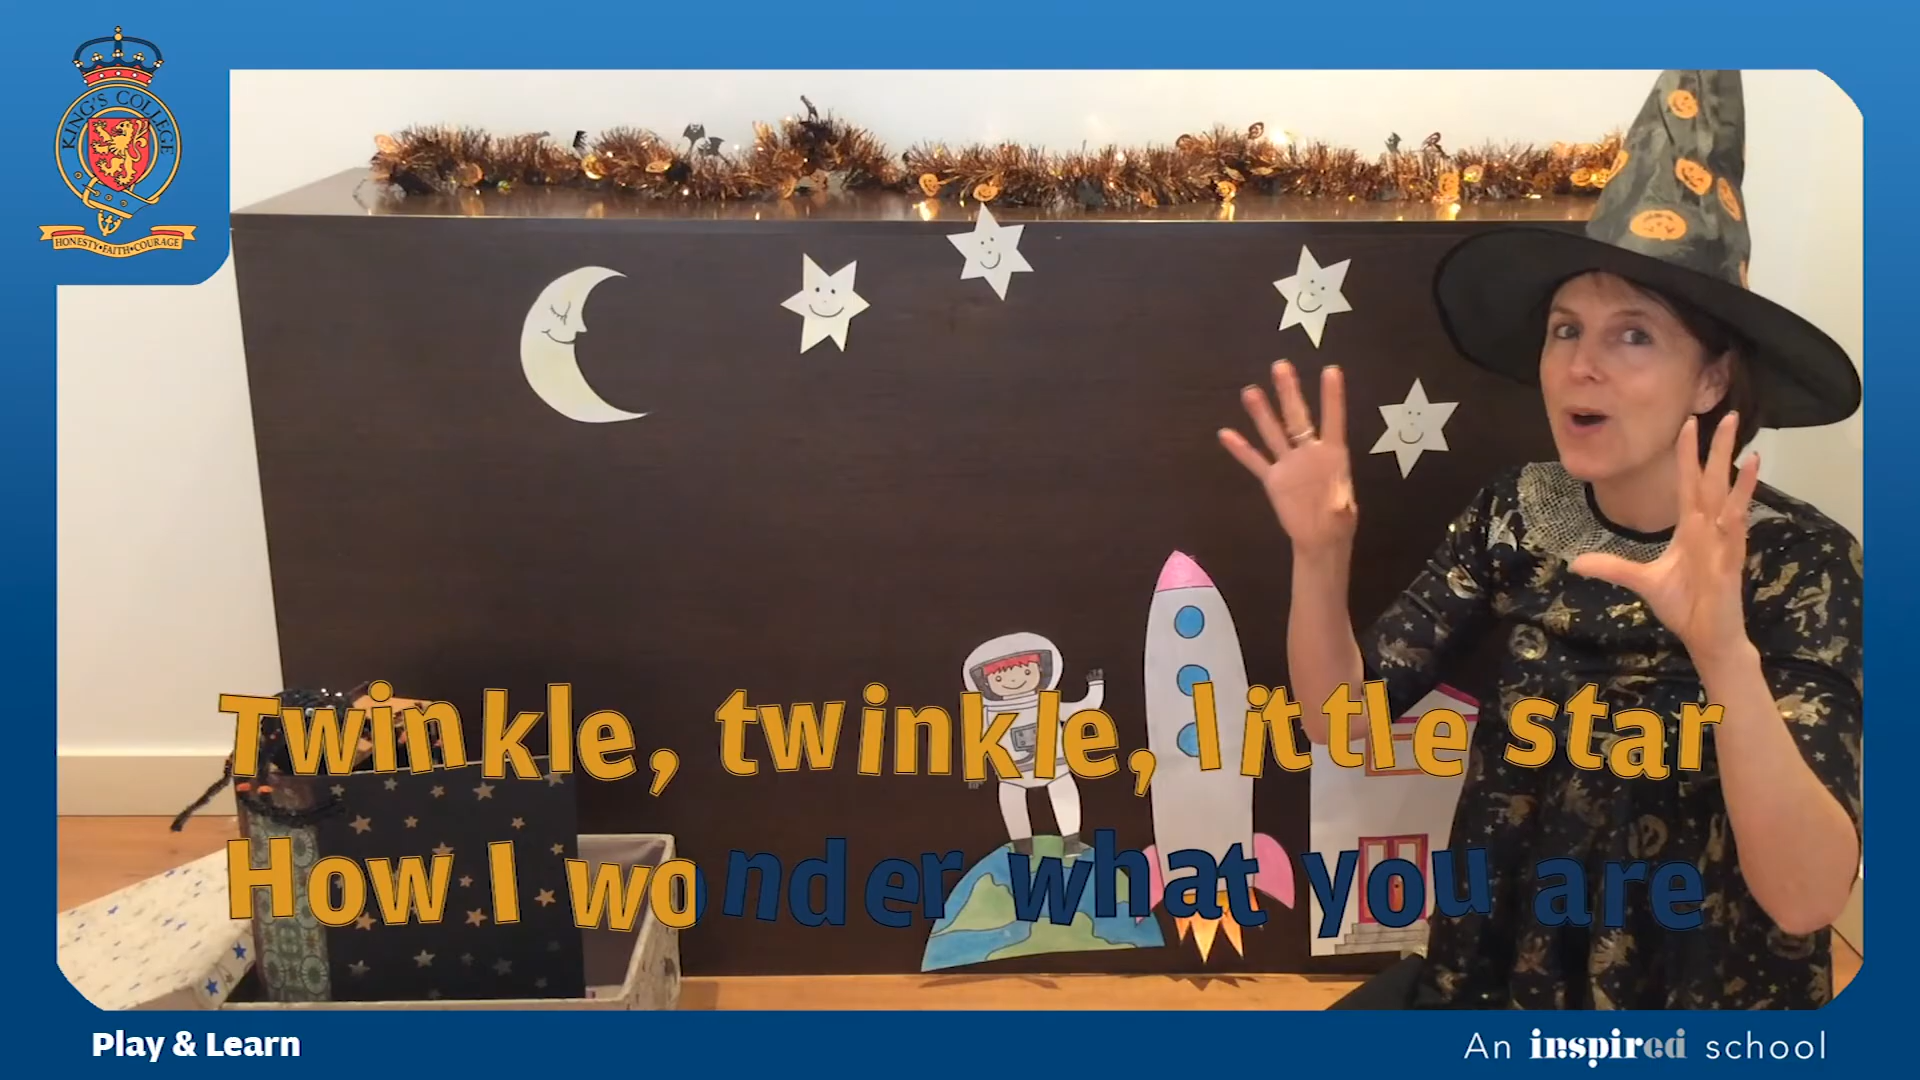 KING'S COLLEGE
HONESTY•FAITH•COURAGE
Twinkle, twinkle, little star
How I wonder what you are
Play & Learn
An inspired school